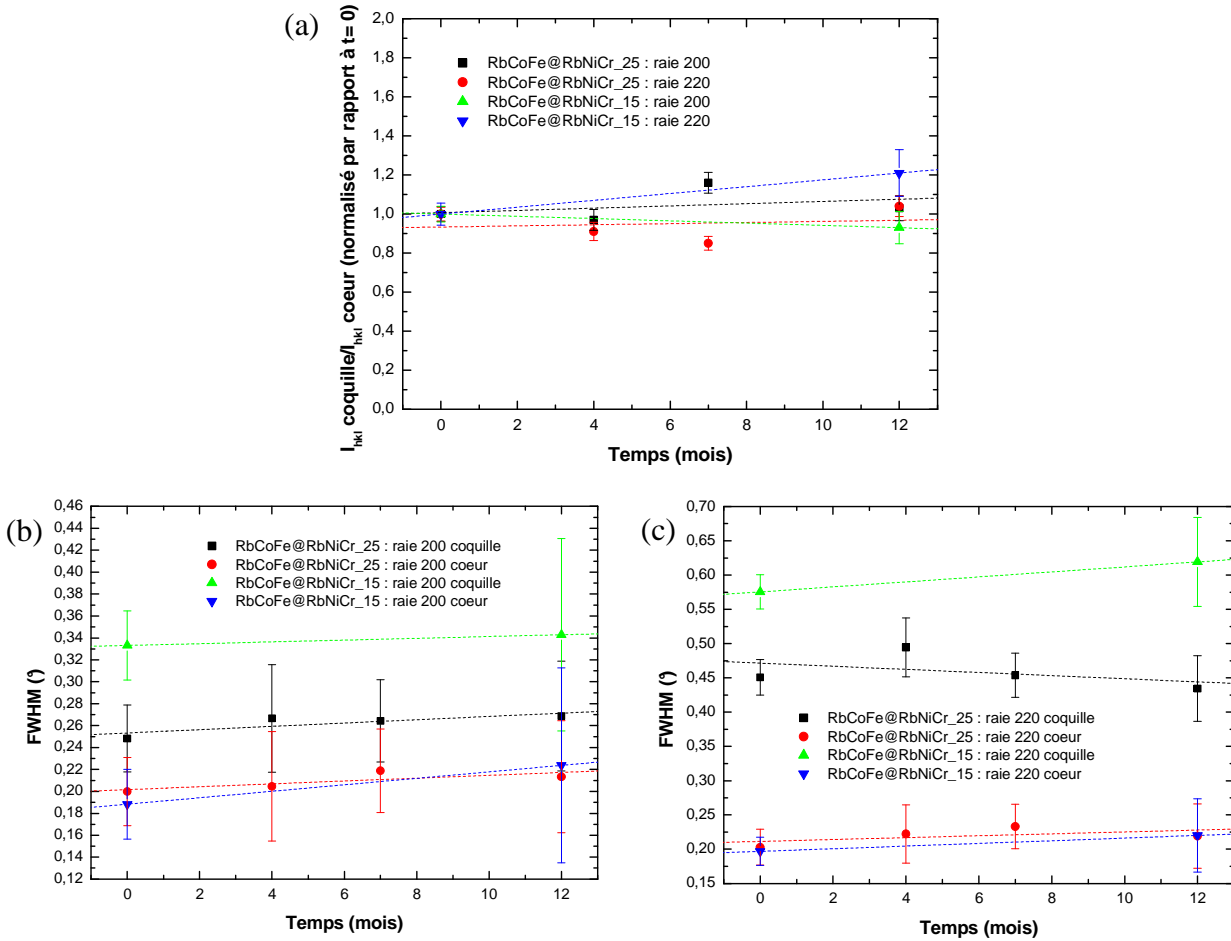 (a)
I_hkl coquille/I_hkl coeur (normalisé par rapport à t= 0)
2,0
1,8
1,6
1,4
1,2
1,0
0,8
0,6
0,4
0,2
0,0
RbCoFe@RbNiCr_25 : raie 200
RbCoFe@RbNiCr_25 : raie 220
RbCoFe@RbNiCr_15 : raie 200
RbCoFe@RbNiCr_15 : raie 220
0 2 4 6 8 10 12
Temps (mois)
(b)
FWHM (°)
0,46
0,44
0,42
0,40
0,38
0,36
0,34
0,32
0,30
0,28
0,26
0,24
0,22
0,20
0,18
0,16
0,14
0,12
RbCoFe@RbNiCr_25 : raie 200 coquille
RbCoFe@RbNiCr_25 : raie 200 coeur
RbCoFe@RbNiCr_15 : raie 200 coquille
RbCoFe@RbNiCr_15 : raie 200 coeur
0 2 4 6 8 10 12
Temps (mois)
(c)
FWHM (°)
0,70
0,65
0,60
0,55
0,50
0,45
0,40
0,35
0,30
0,25
0,20
0,15
RbCoFe@RbNiCr_25 : raie 220 coquille
RbCoFe@RbNiCr_25 : raie 220 coeur
RbCoFe@RbNiCr_15 : raie 220 coquille
RbCoFe@RbNiCr_15 : raie 220 coeur
0 2 4 6 8 10 12
Temps (mois)